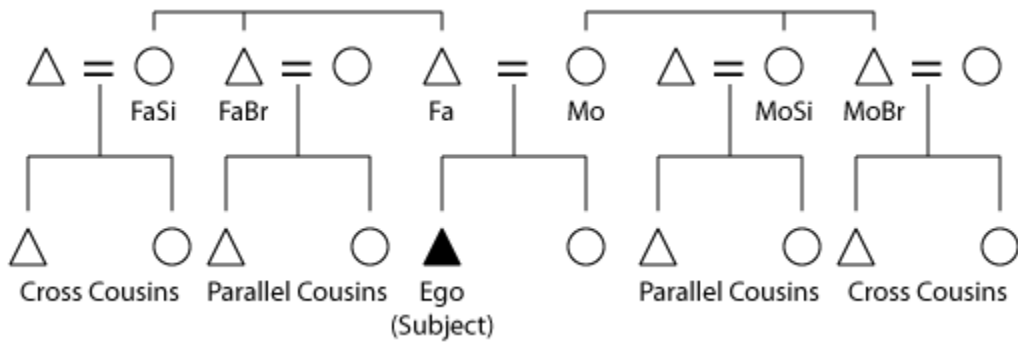 FaSi FaBr Fa Mo MoSi MoBr
Cross Cousins Parallel Cousins Ego Parallel Cousins Cross Cousins
(Subject)